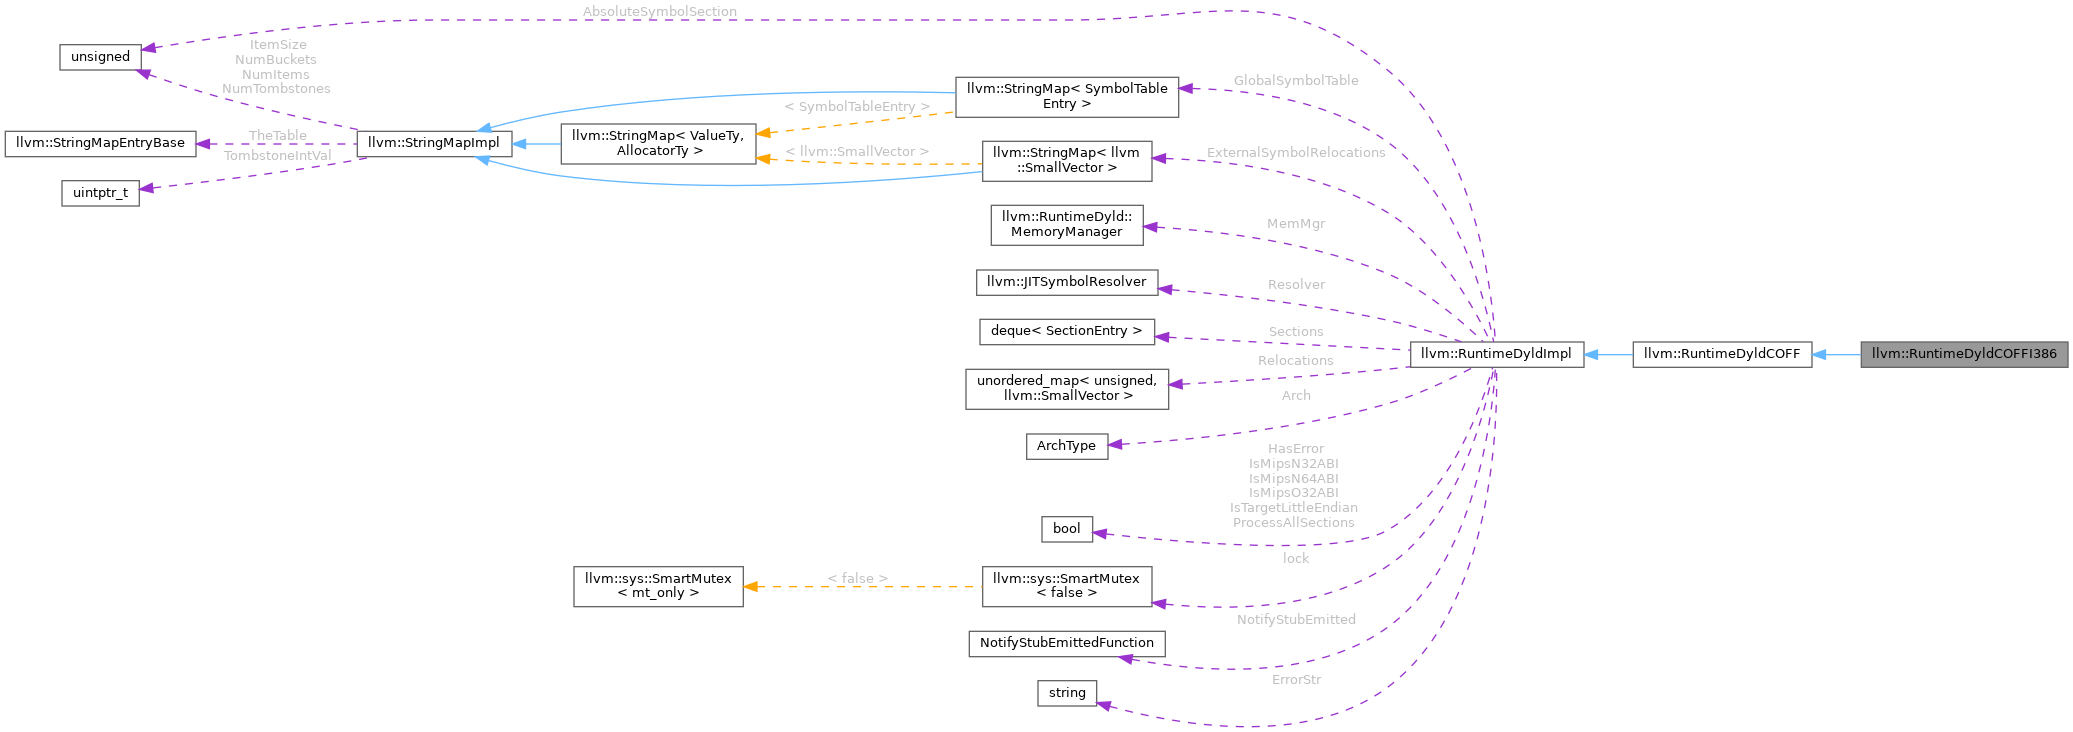 AbsoluteSymbolSection
unsigned
ItemSize
NumBuckets
NumItems
NumTombstones
llvm::StringMapEntryBase
TheTable
TombstoneIntVal
uintptr_t
llvm::StringMapImpl
llvm::StringMap< ValueTy,
AllocatorTy >
< SymbolTableEntry >
< llvm::SmallVector >
llvm::StringMap< SymbolTable
Entry >
llvm::StringMap< llvm
::SmallVector >
llvm::RuntimeDyld::
MemoryManager
llvm::JITSymbolResolver
deque< SectionEntry >
unordered_map< unsigned,
llvm::SmallVector >
ArchType
bool
llvm::sys::SmartMutex
< mt_only >
< false >
llvm::sys::SmartMutex
< false >
NotifyStubEmittedFunction
string
GlobalSymbolTable
ExternalSymbolRelocations
MemMgr
Resolver
Sections
Relocations
Arch
HasError
IsMipsN32ABI
IsMipsN64ABI
IsMipsO32ABI
IsTargetLittleEndian
ProcessAllSections
lock
NotifyStubEmitted
ErrorStr
llvm::RuntimeDyldImpl
llvm::RuntimeDyldCOFF
llvm::RuntimeDyldCOFFI386